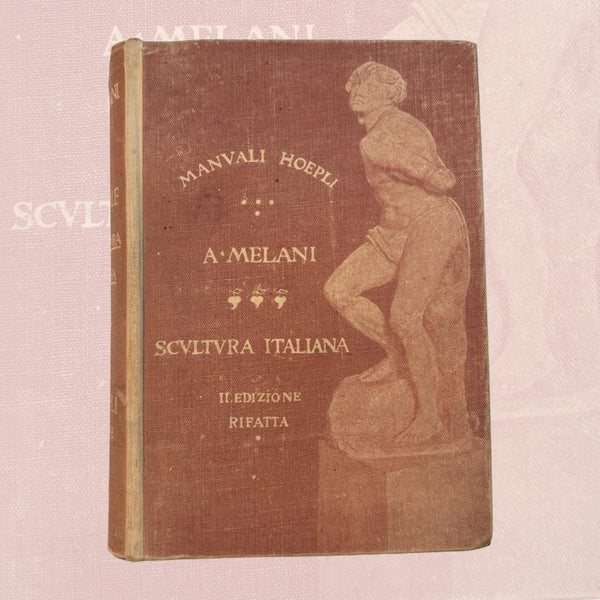 MANVALI HOEPLI
A·MELANI
SCVLTVRA ITALIANA
II.EDIZIONE
RIFATTA